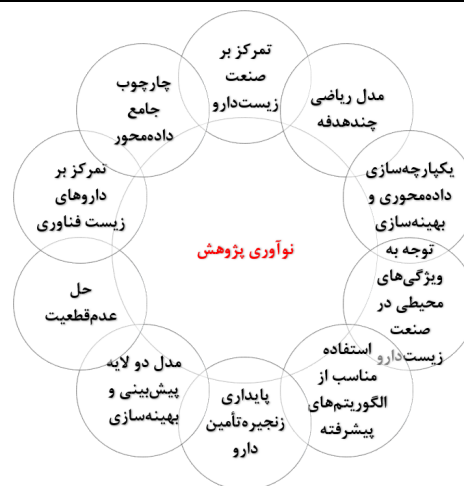 تمرکز بر
صنعت
زیست‌دارو
مدل ریاضی
چندهدفه
یکپارچه‌سازی
داده‌محوری و
بهینه‌سازی
توجه به
ویژگی‌های
محیطی در
صنعت
زیست‌دارو
استفاده
مناسب از
الگوریتم‌های
پیشرفته
پایداری
زنجیره‌تأمین
دارو
مدل دو لایه
پیش‌بینی و
بهینه‌سازی
حل
عدم‌قطعیت
تمرکز بر
داروهای
زیست فناوری
چارچوب
جامع
داده‌محور
نوآوری پژوهش